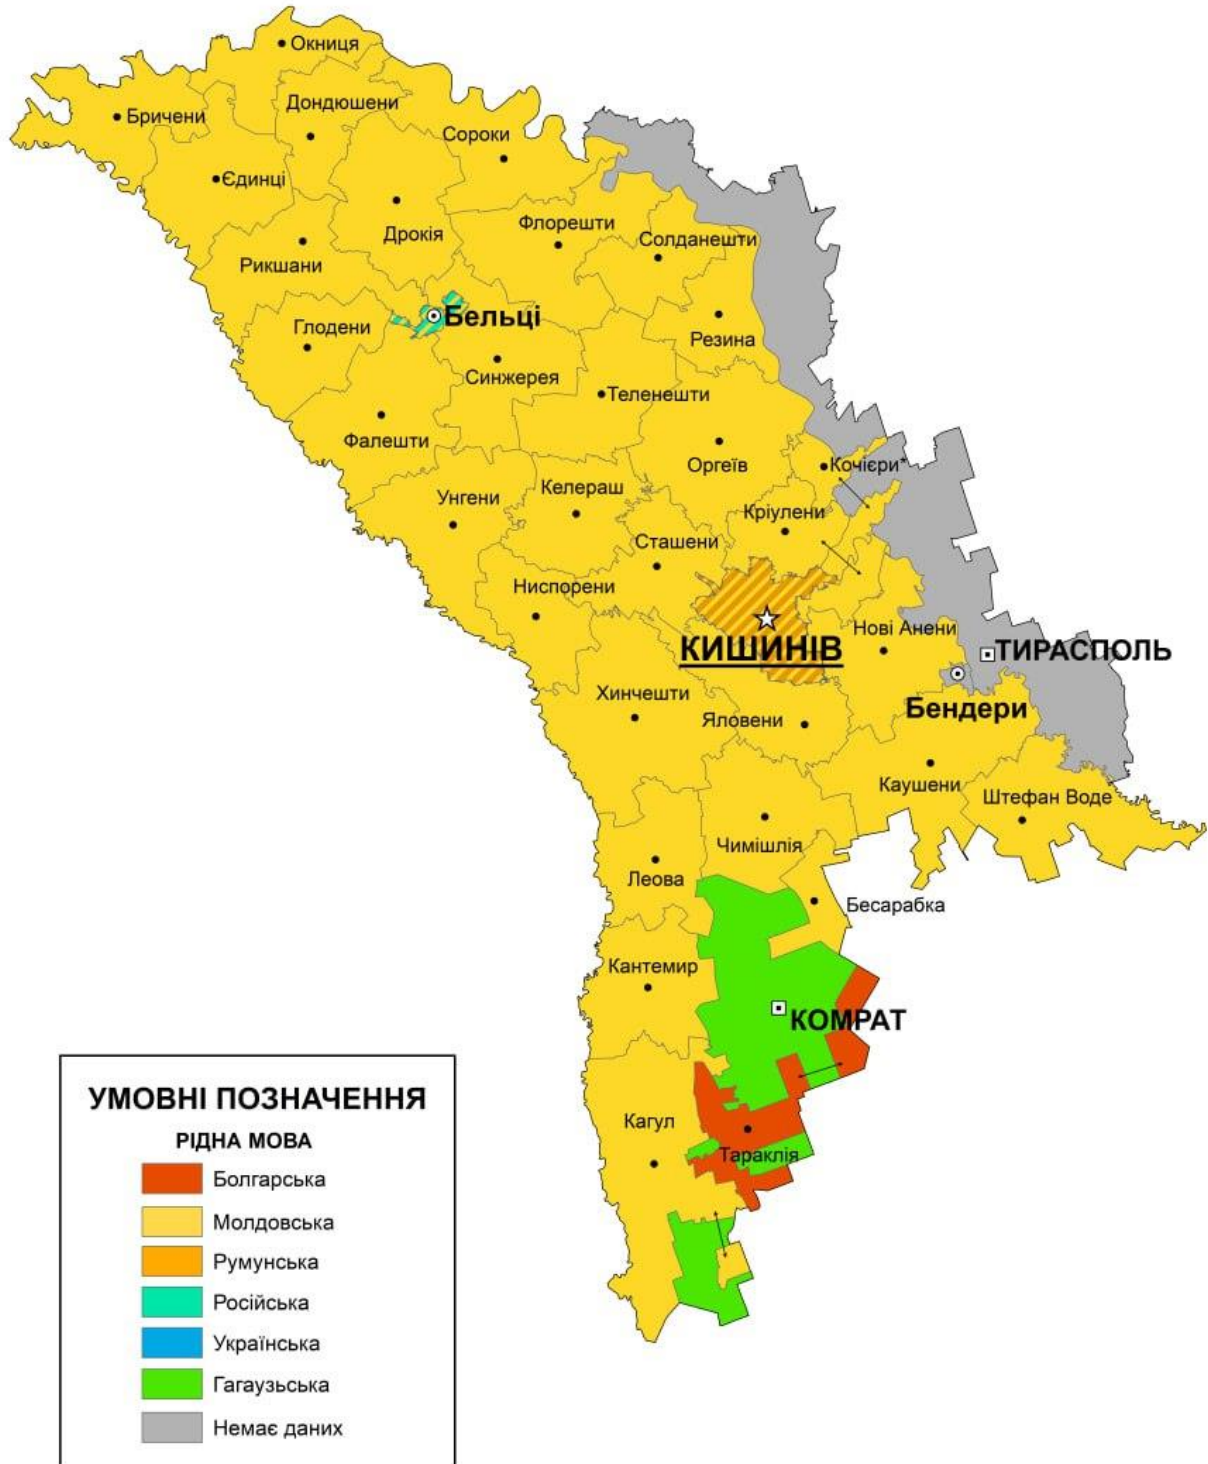 Окниця
Бричени
Дондюшени
Сороки
Єдинці
Дрокія
Флорешти
Солданешти
Рикшани
Бельці
Глодени
Резина
Синжерея
Теленешти
Фалешти
Оргеїв
Кочієри*
Унгени
Келераш
Кріулени
Сташени
Ниспорени
Нові Анени
КИШИНІВ
ТИРАСПОЛЬ
Хинчешти
Яловени
Бендери
Каушени
Штефан Воде
Чимішлія
Леова
Бесарабка
Кантемир
КОМРАТ
Кагул
Тараклія
УМОВНІ ПОЗНАЧЕННЯ
РІДНА МОВА
Болгарська
Молдовська
Румунська
Російська
Українська
Гагаузьська
Немає даних